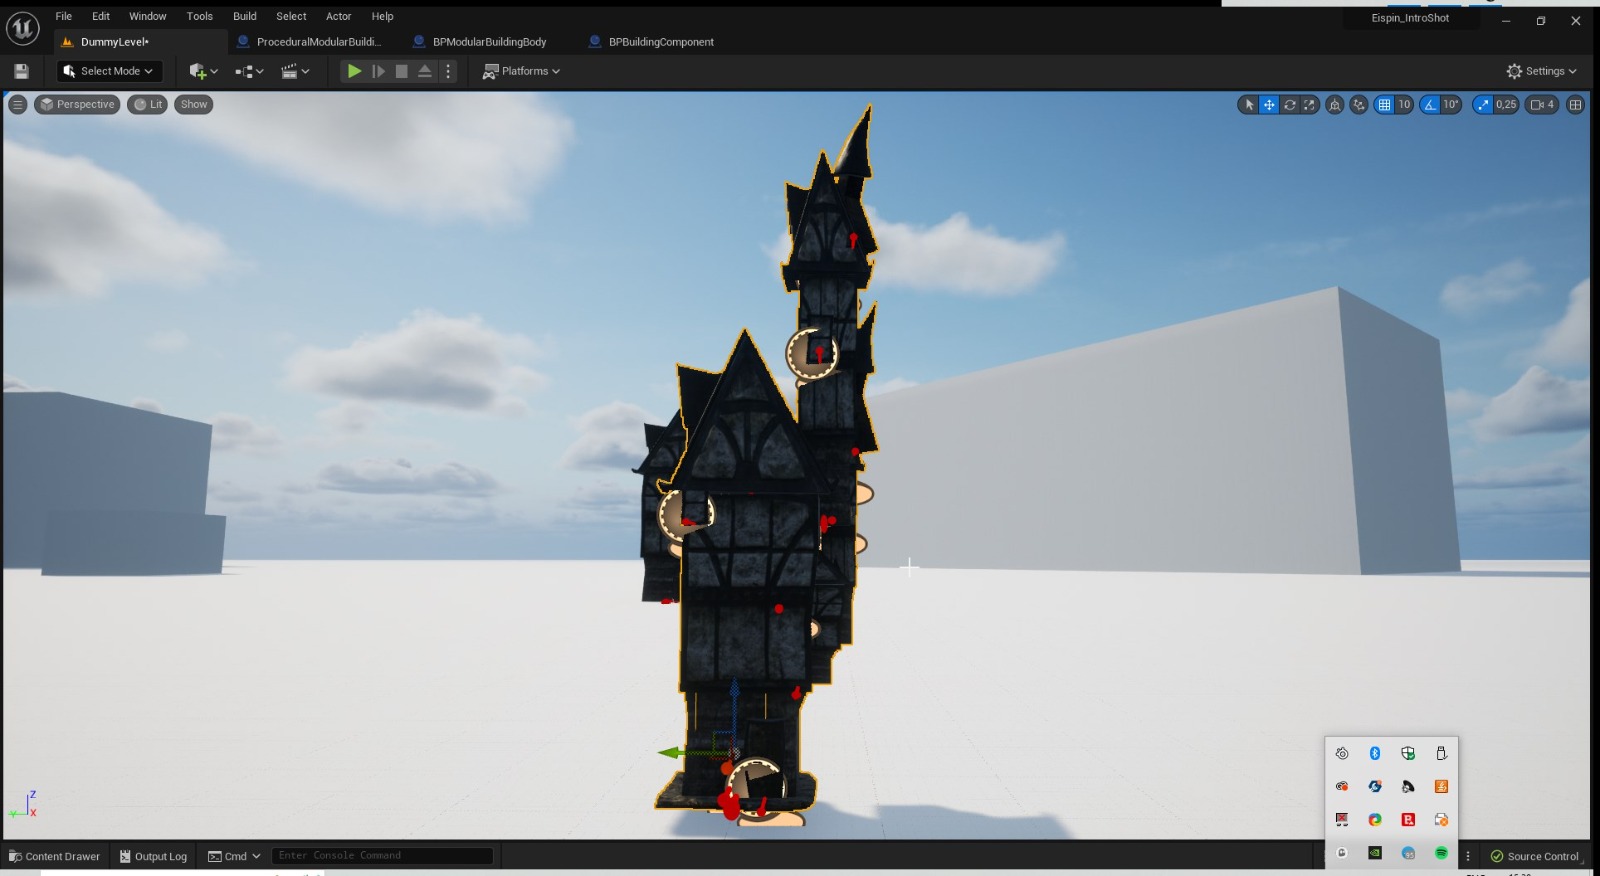 File Edit Window Tools Build Select Actor Help
Eispin_IntroShot
DummyLevel*
ProceduralModularBuildi...
BPModularBuildingBody
BPBuildingComponent
Select Mode
Platforms
Settings
Perspective
Lit
Show
10
10°
0,25
4
Z
Y
X
Content Drawer
Output Log
Cmd
Enter Console Command
Source Control